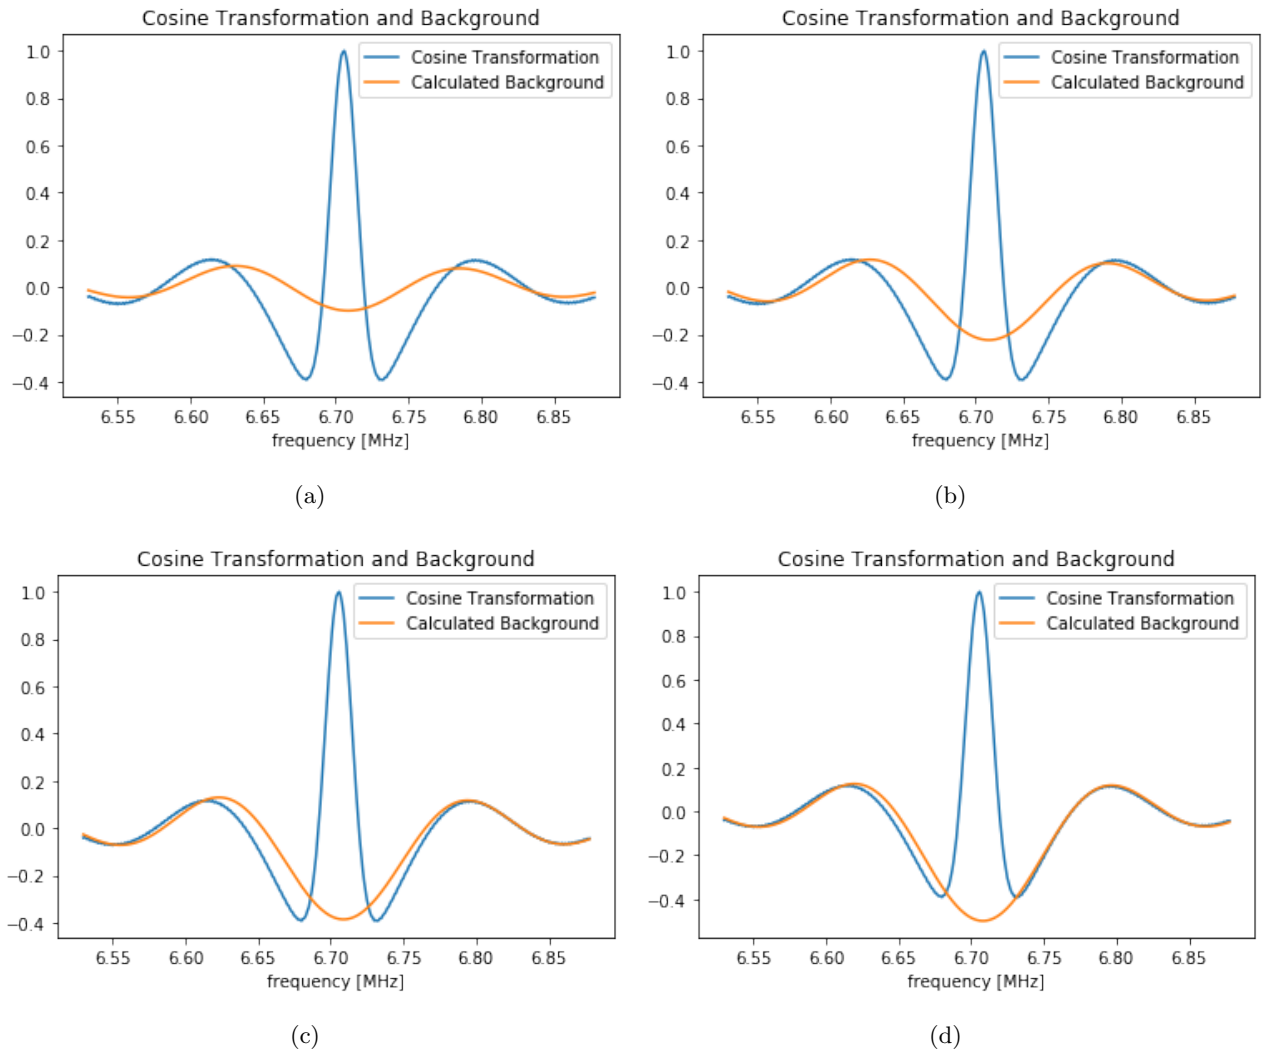 Cosine Transformation and Background
Cosine Transformation
Calculated Background
1.0
0.8
0.6
0.4
0.2
0.0
−0.2
−0.4
6.55 6.60 6.65 6.70 6.75 6.80 6.85
frequency [MHz]
(a)
Cosine Transformation and Background
Cosine Transformation
Calculated Background
1.0
0.8
0.6
0.4
0.2
0.0
−0.2
−0.4
6.55 6.60 6.65 6.70 6.75 6.80 6.85
frequency [MHz]
(b)
Cosine Transformation and Background
Cosine Transformation
Calculated Background
1.0
0.8
0.6
0.4
0.2
0.0
−0.2
−0.4
6.55 6.60 6.65 6.70 6.75 6.80 6.85
frequency [MHz]
(c)
Cosine Transformation and Background
Cosine Transformation
Calculated Background
1.0
0.8
0.6
0.4
0.2
0.0
−0.2
−0.4
6.55 6.60 6.65 6.70 6.75 6.80 6.85
frequency [MHz]
(d)